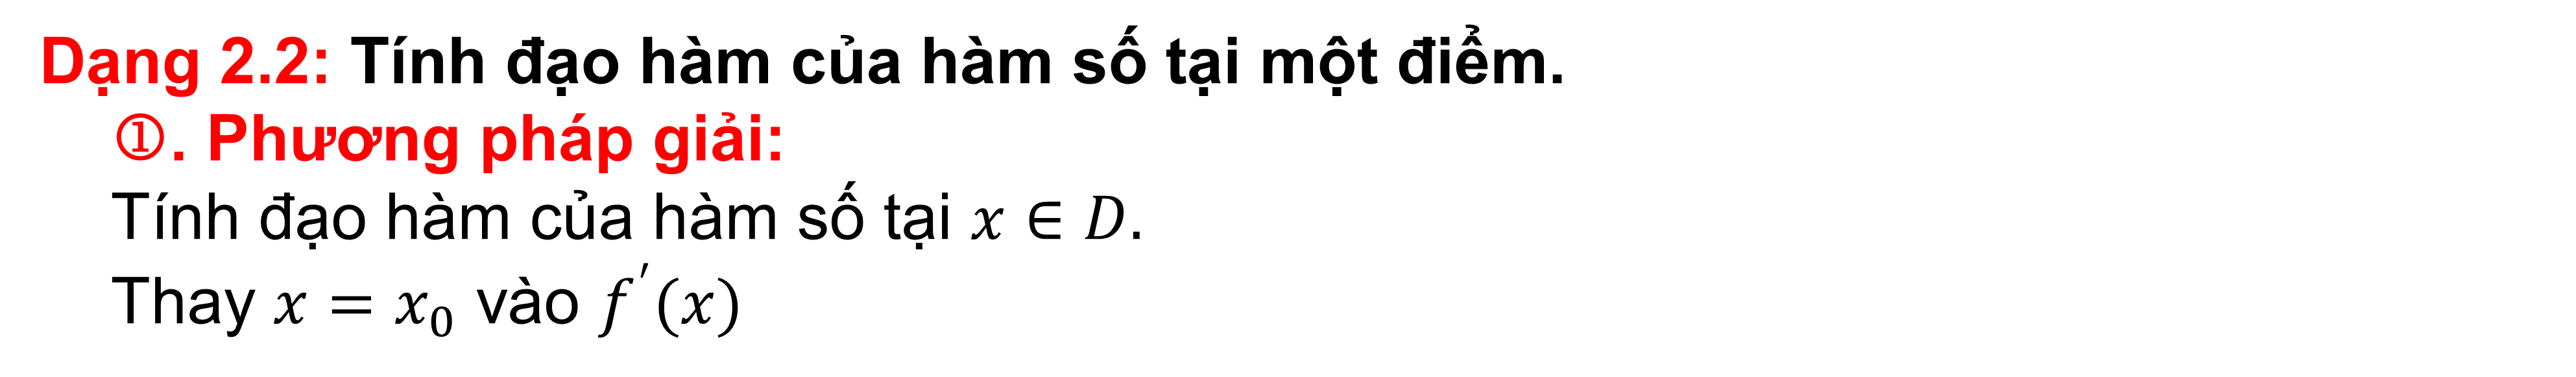 Dạng 2.2: Tính đạo hàm của hàm số tại một điểm.
①. Phương pháp giải:
Tính đạo hàm của hàm số tại x ∈ D.
Thay x = x₀ vào f′(x)